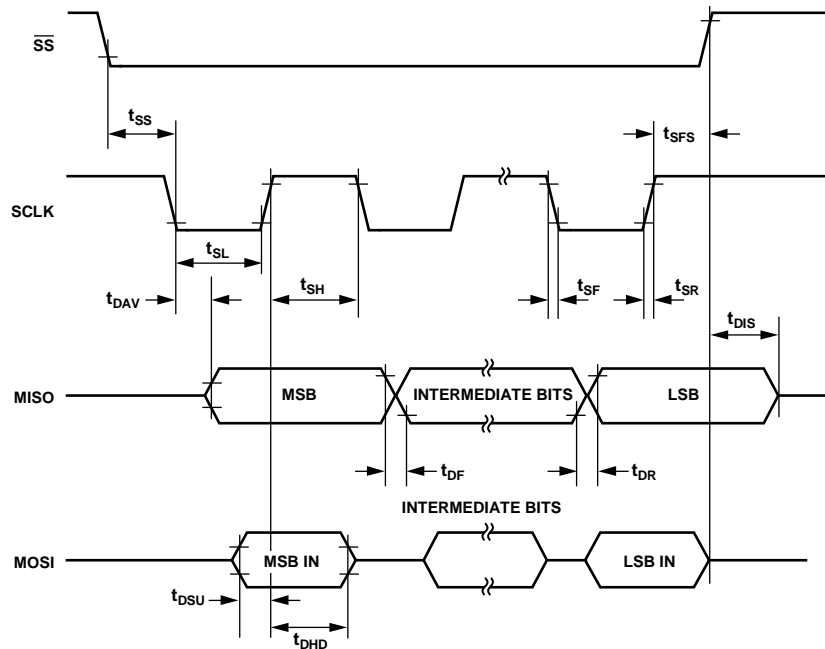 SS
tSS
tSFS
SCLK
tSL
tSH
tSF
tSR
tDAV
tDIS
MISO
MSB
INTERMEDIATE BITS
LSB
tDF
tDR
INTERMEDIATE BITS
MOSI
MSB IN
LSB IN
tDSU
tDHD